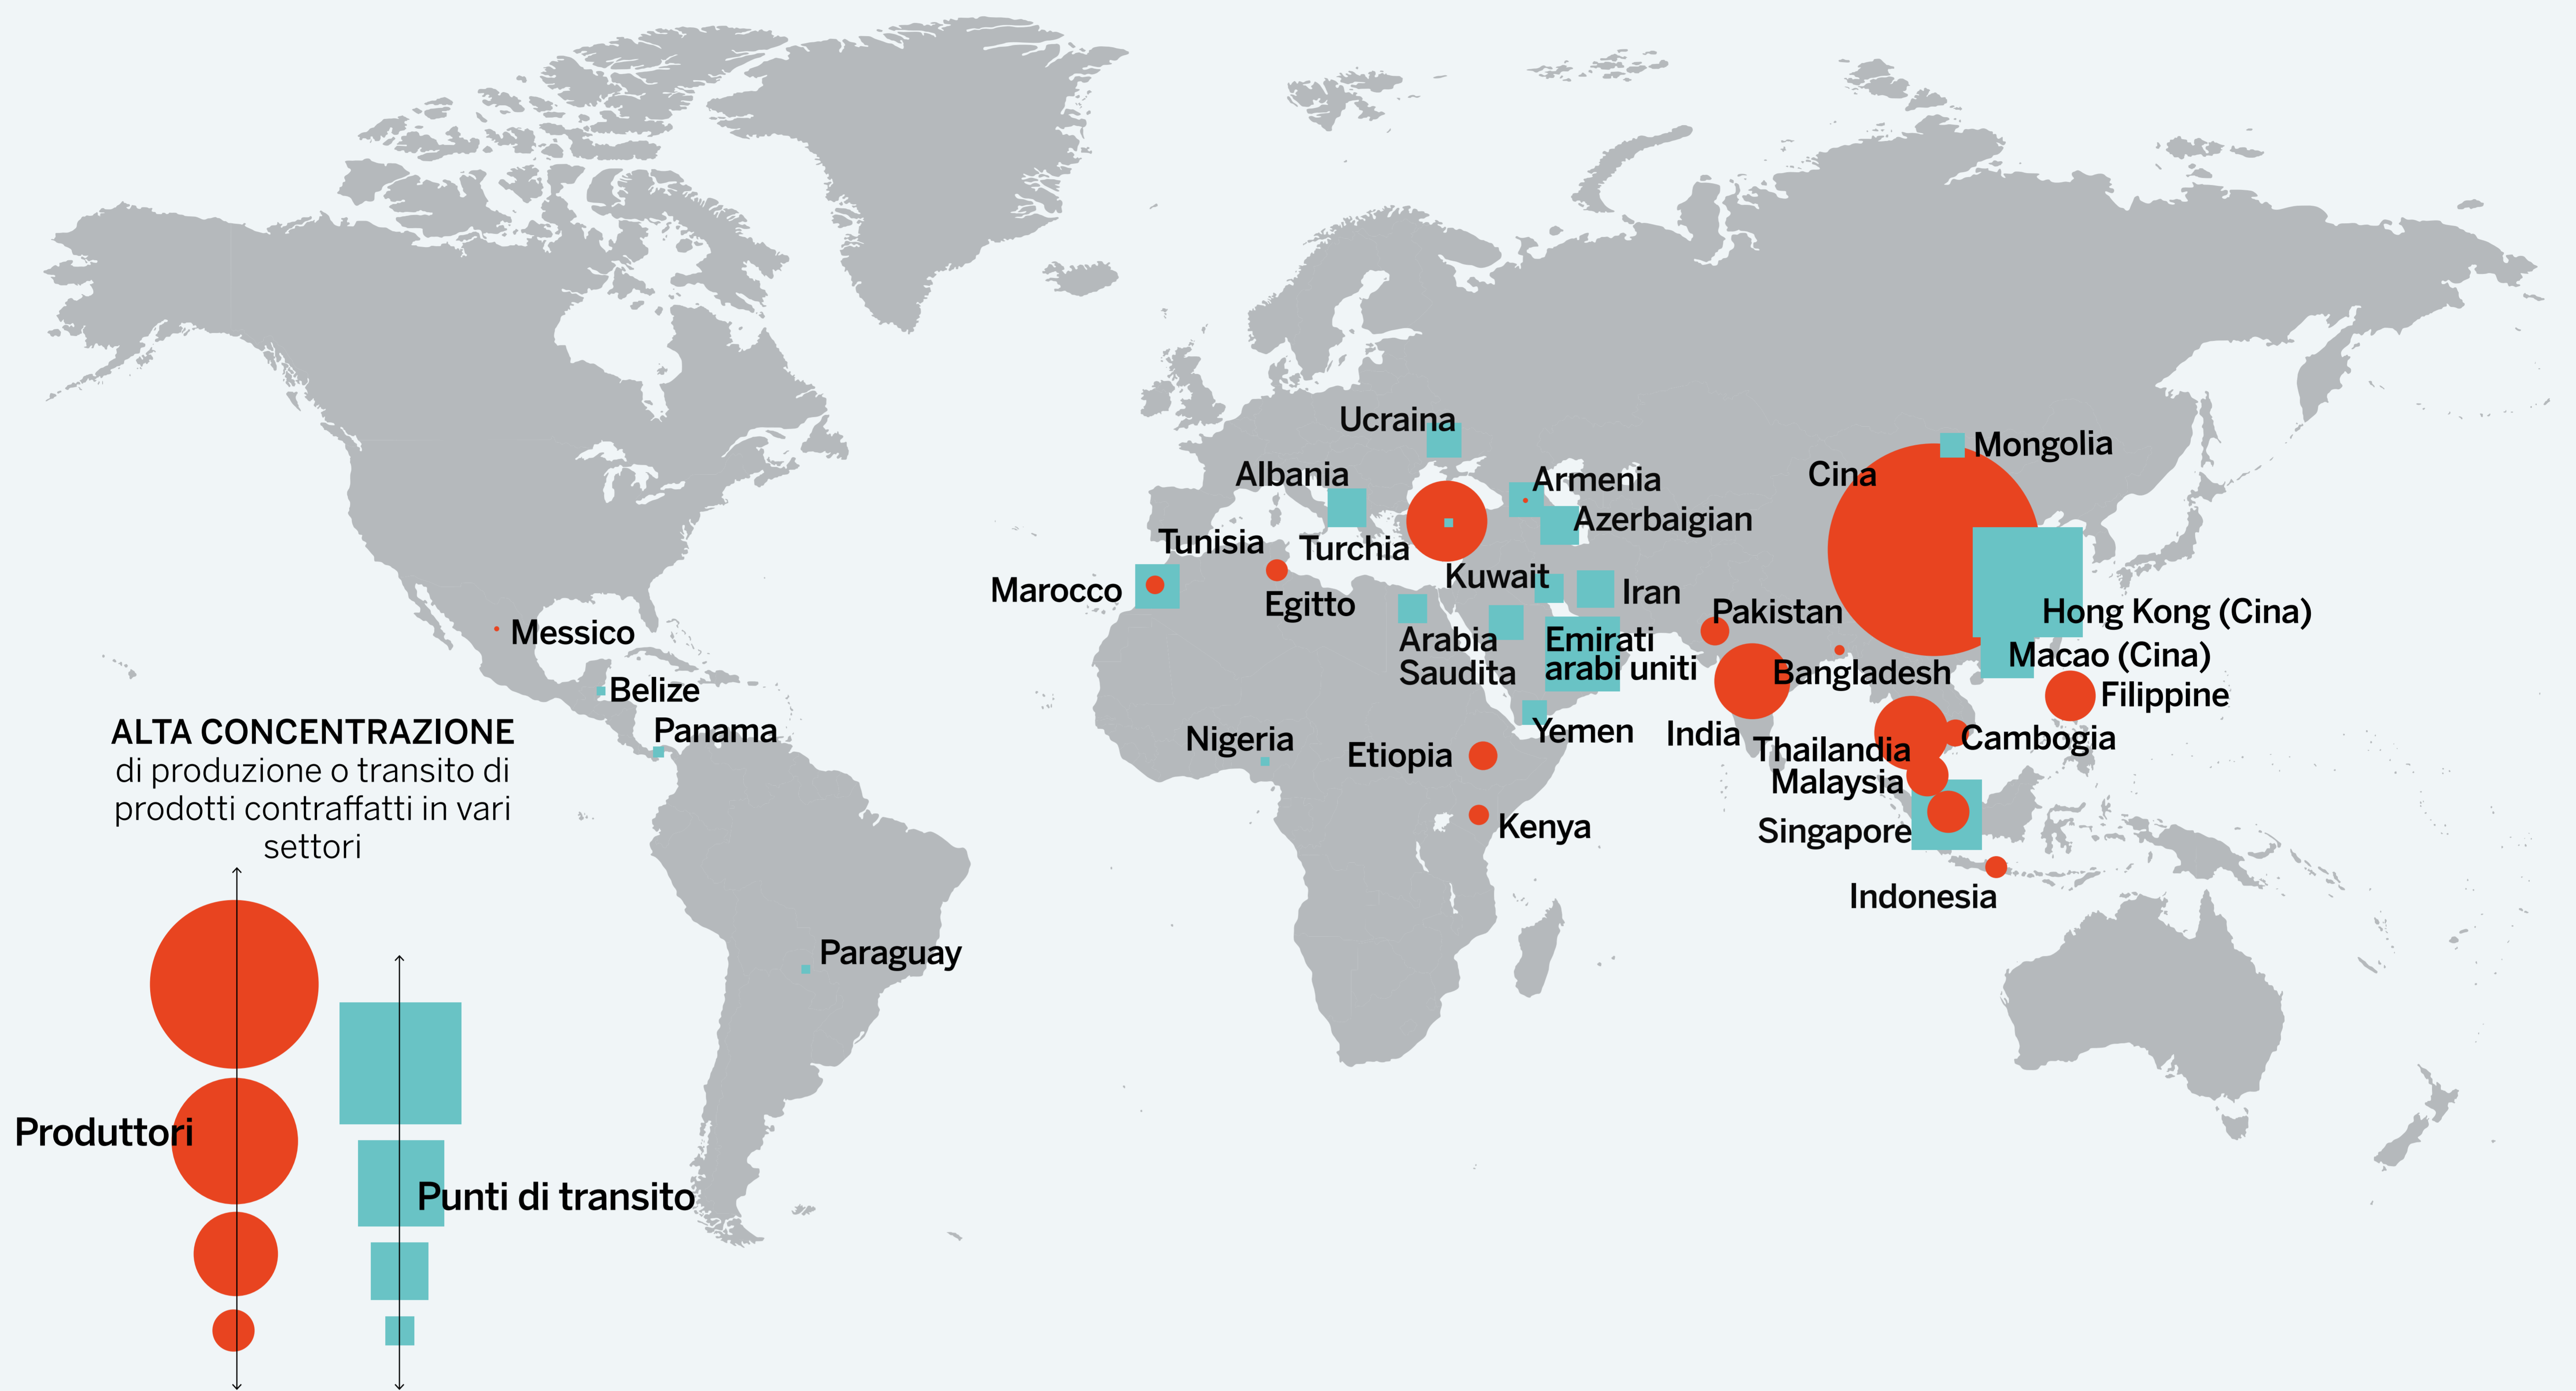 Ucraina
Mongolia
Cina
Albania
Armenia
Azerbaigian
Tunisia
Turchia
Kuwait
Iran
Marocco
Egitto
Pakistan
Hong Kong (Cina)
Messico
Arabia
Saudita
Emirati
arabi uniti
Macao (Cina)
Bangladesh
Belize
Filippine
Panama
Yemen
India
Nigeria
Etiopia
Thailandia
Cambogia
Malaysia
Kenya
Singapore
Indonesia
Paraguay
ALTA CONCENTRAZIONE
di produzione o transito di
prodotti contraffatti in vari
settori
Produttori
Punti di transito